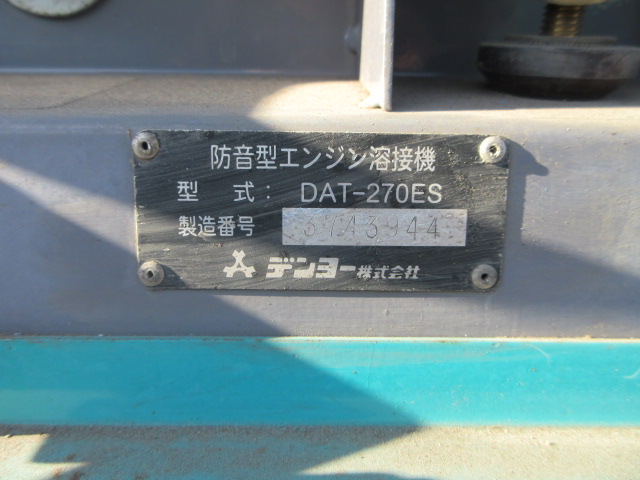 防音型エンジン溶接機
型 式: DAT-270ES
製造番号 3743944
デンヨー株式会社